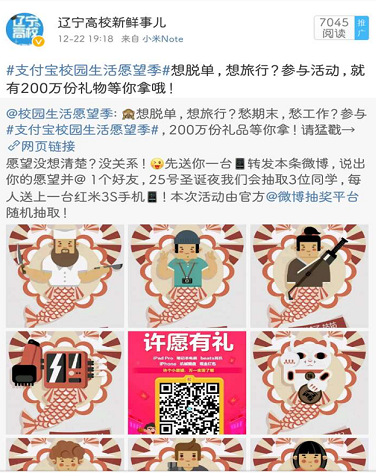 辽宁高校
辽宁高校新鲜事儿
12-22 19:18 来自 小米Note
7045
阅读
推广
#支付宝校园生活愿望季#想脱单，想旅行？参与活动，就
有200万份礼物等你拿哦！
@校园生活愿望季: 想脱单，想旅行？愁期末，愁工作？参与
#支付宝校园生活愿望季#，200万份礼品等你拿！请猛戳→
网页链接
愿望没想清楚？没关系！先送你一台 转发本条微博，说出
你的愿望并@ 1个好友，25号圣诞夜我们会抽取3位同学，每
人送上一台红米3S手机 ！本次活动由官方@微博抽奖平台
随机抽取！
许愿有礼